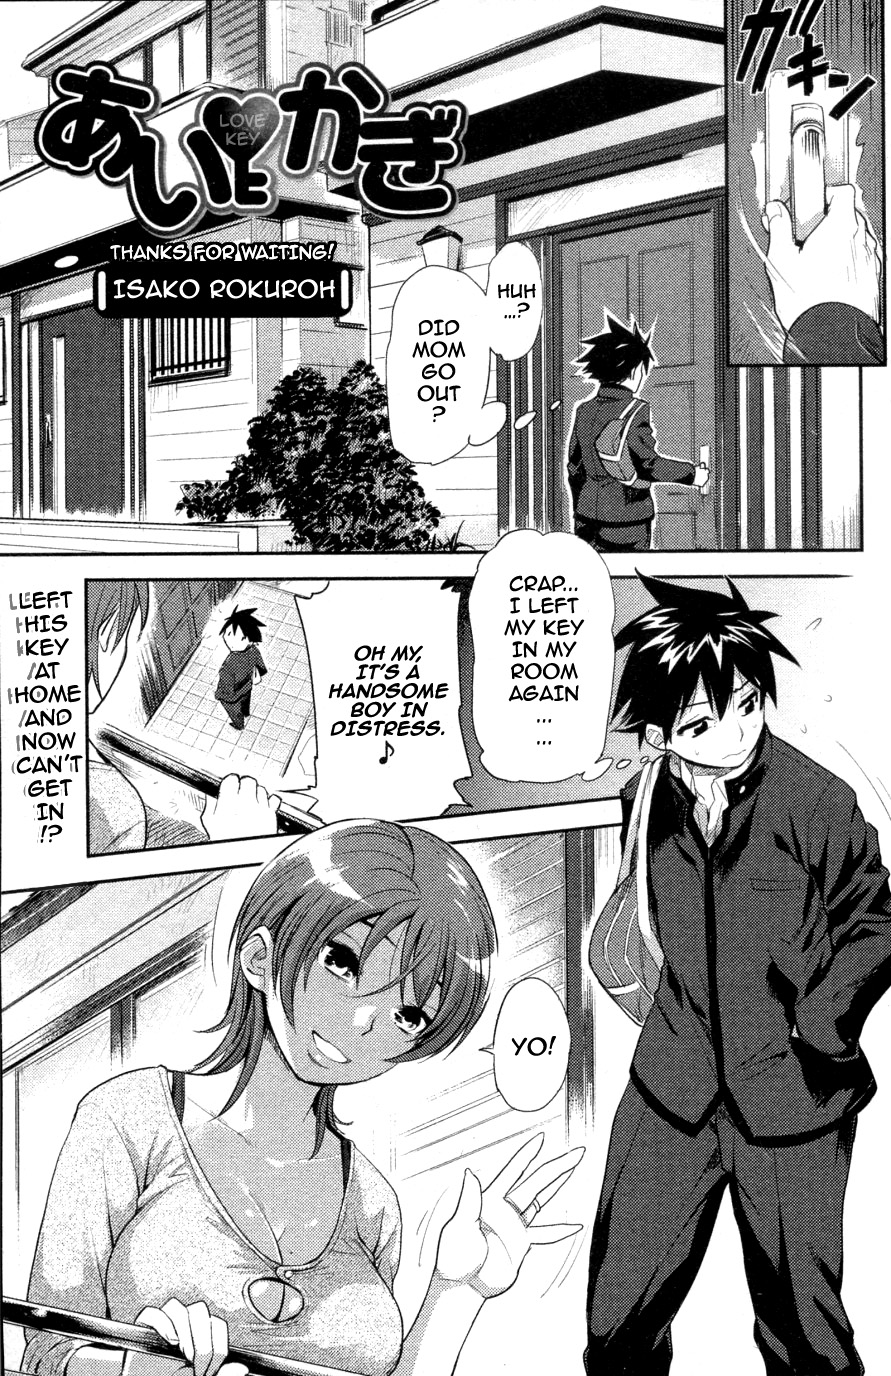 あいかぎ
LOVE
KEY
THANKS FOR WAITING!
ISAKO ROKUROH
ガキン
HUH
...?
DID
MOM
GO
OUT
?
CRAP...
I LEFT
MY KEY
IN MY
ROOM
AGAIN
...
...
OH MY,
IT'S A
HANDSOME
BOY IN
DISTRESS.
♪
LEFT
HIS
KEY
AT
HOME
AND
NOW
CAN'T
GET
IN
!?
YO!